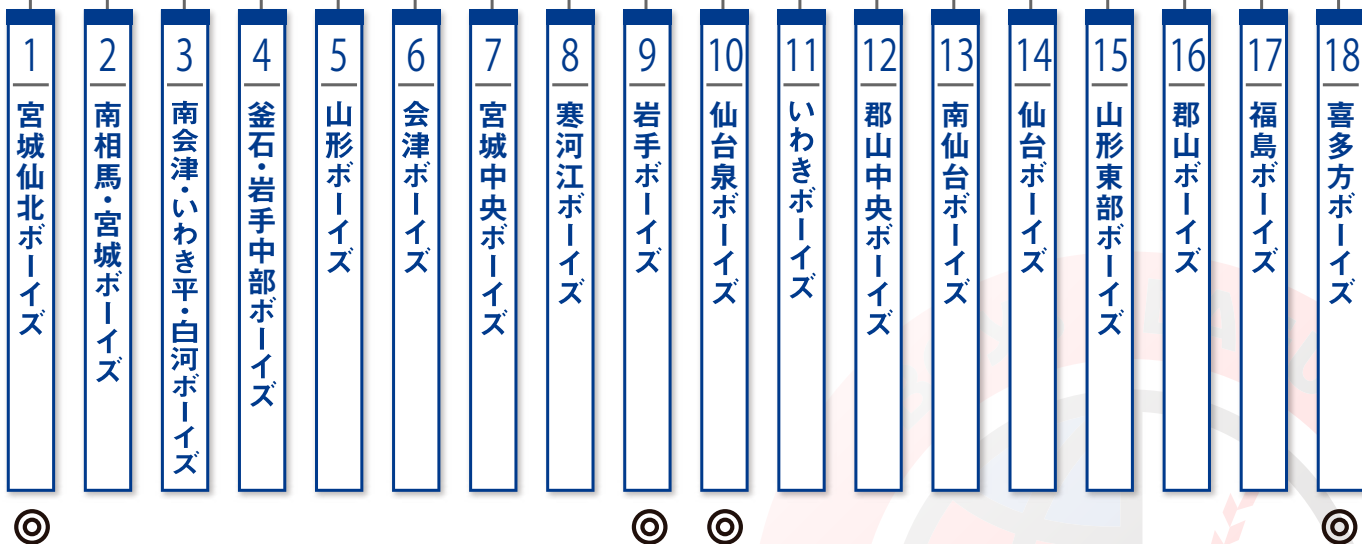 1
宮城仙北ボーイズ
2
南相馬・宮城ボーイズ
3
南会津・いわき平・白河ボーイズ
4
釜石・岩手中部ボーイズ
5
山形ボーイズ
6
会津ボーイズ
7
宮城中央ボーイズ
8
寒河江ボーイズ
9
岩手ボーイズ
10
仙台泉ボーイズ
11
いわきボーイズ
12
郡山中央ボーイズ
13
南仙台ボーイズ
14
仙台ボーイズ
15
山形東部ボーイズ
16
郡山ボーイズ
17
福島ボーイズ
18
喜多方ボーイズ
◎
◎
◎
◎